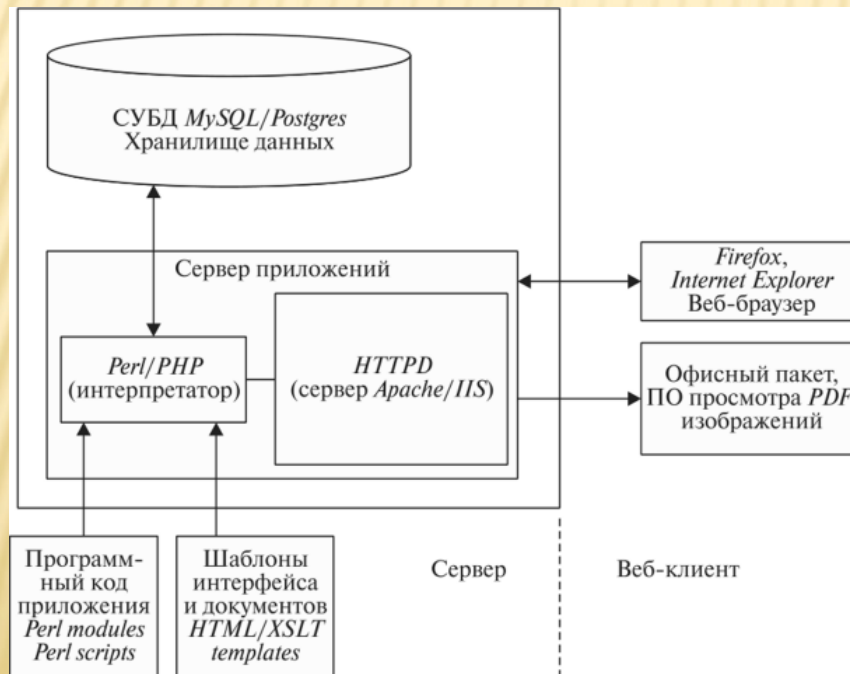 СУБД MySQL/Postgres
Хранилище данных
Сервер приложений
Perl/PHP
(интерпретатор)
HTTPD
(сервер Apache/IIS)
Firefox,
Internet Explorer
Веб-браузер
Офисный пакет,
ПО просмотра PDF
изображений
Программ-
ный код
приложения
Perl modules
Perl scripts
Шаблоны
интерфейса
и документов
HTML/XSLT
templates
Сервер
Веб-клиент